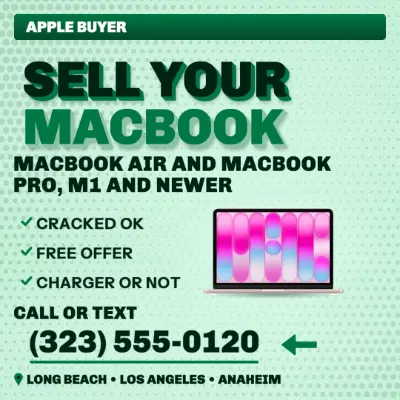 APPLE BUYER
SELL YOUR
MACBOOK
MACBOOK AIR AND MACBOOK
PRO, M1 AND NEWER
CRACKED OK
FREE OFFER
CHARGER OR NOT
CALL OR TEXT
(323) 555-0120
LONG BEACH • LOS ANGELES • ANAHEIM